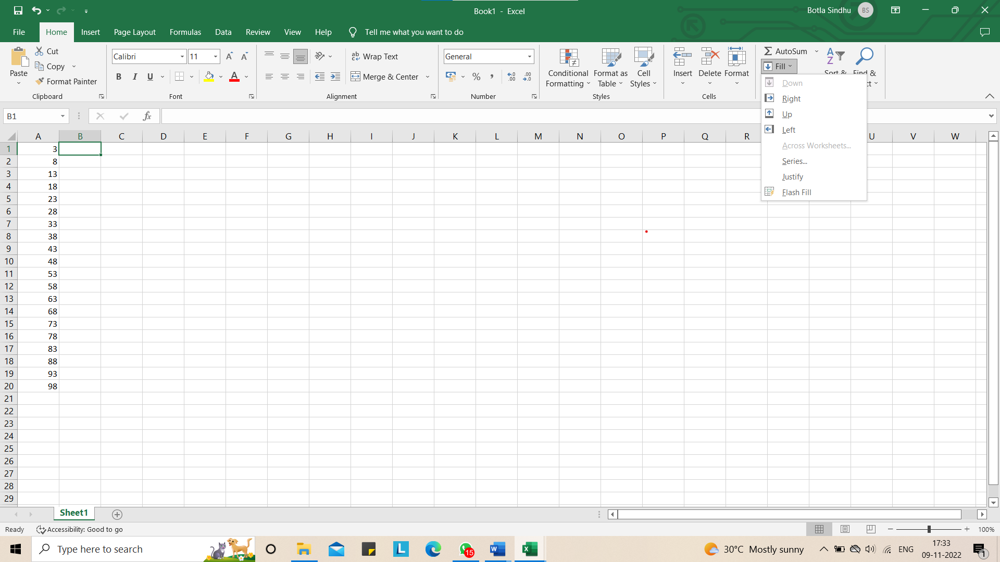 Book1 - Excel
Botla Sindhu BS
File Home Insert Page Layout Formulas Data Review View Help Tell me what you want to do
Paste
Cut
Copy
Format Painter
Clipboard
Calibri 11
B I U A
Font
Wrap Text
Merge & Center
Alignment
General
Number
Conditional Formatting
Format as Table
Cell Styles
Styles
Insert Delete Format
Cells
AutoSum
Fill
Down
Right
Up
Left
Across Worksheets...
Series...
Justify
Flash Fill
B1 fx
A B C D E F G H I J K L M N O P Q R U V W
1 3
2 8
3 13
4 18
5 23
6 28
7 33
8 38
9 43
10 48
11 53
12 58
13 63
14 68
15 73
16 78
17 83
18 88
19 93
20 98
21
22
23
24
25
26
27
28
29
Sheet1
Ready Accessibility: Good to go 100%
Type here to search
15
30°C Mostly sunny
ENG
17:33
09-11-2022
1